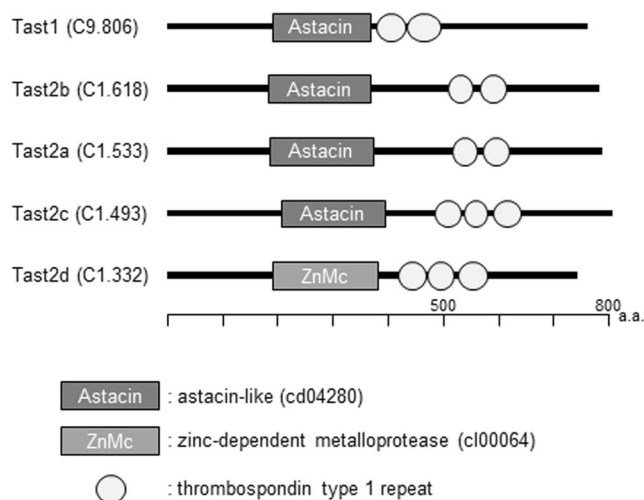 Tast1 (C9.806)
Astacin
Tast2b (C1.618)
Astacin
Tast2a (C1.533)
Astacin
Tast2c (C1.493)
Astacin
Tast2d (C1.332)
ZnMc
500
800
a.a.
Astacin : astacin-like (cd04280)
ZnMc : zinc-dependent metalloprotease (cl00064)
: thrombospondin type 1 repeat